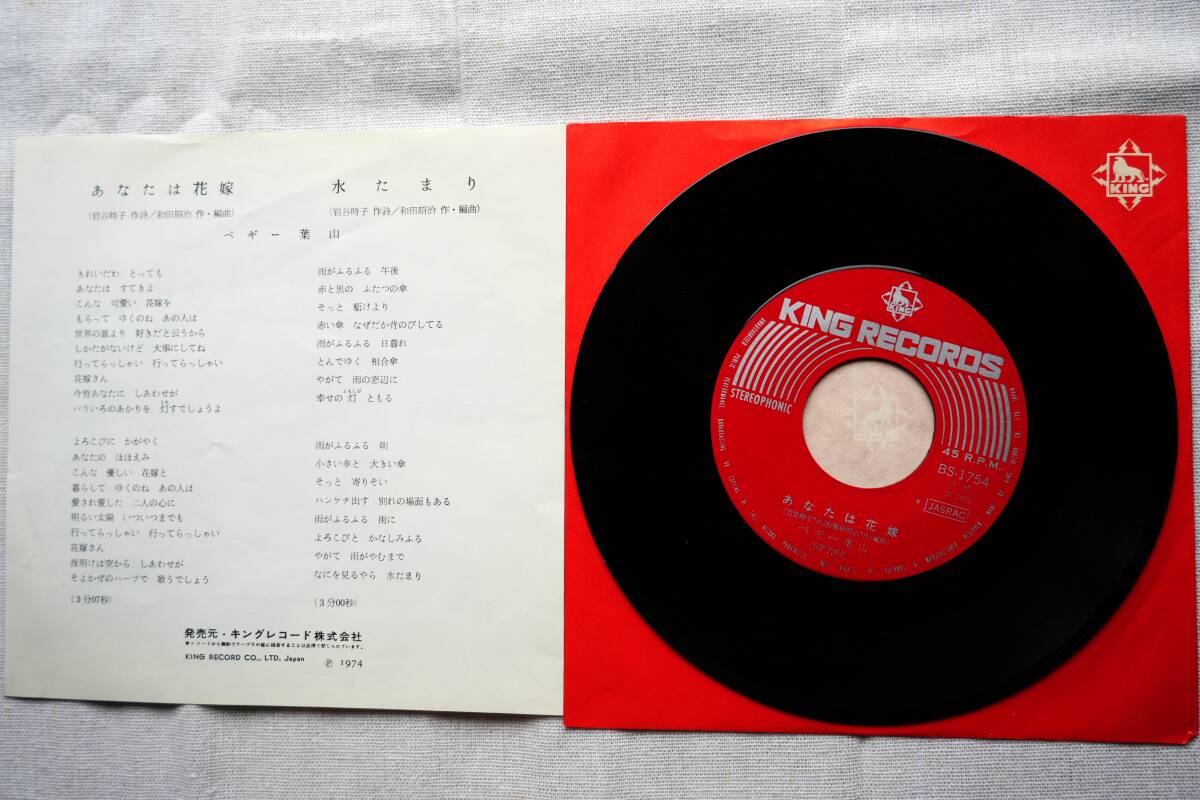 あなたは花嫁
(岩谷時子 作詩/和田昭治 作・編曲)
水たまり
(岩谷時子 作詩/和田昭治 作・編曲)
ペギー葉山
きれいだわ とっても
あなたは すてきよ
こんな 可愛い 花嫁を
もらって ゆくのね あの人は
世界の誰より 好きだと云うから
しかたがないけど 大事にしてね
行ってらっしゃい 行ってらっしゃい
花嫁さん
今宵あなたに しあわせが
バラいろのあかりを 灯すでしょうよ
よろこびに かがやく
あなたの ほほえみ
こんな 優しい 花嫁と
暮らして ゆくのね あの人は
愛され愛した 二人の心に
明るい太陽 いついつまでも
行ってらっしゃい 行ってらっしゃい
花嫁さん
夜明けは空から しあわせが
そよかぜのハープで 歌うでしょう
(3分07秒)
雨がふるふる 午後
赤と黒の ふたつの傘
そっと 駈けより
赤い傘 なぜだか背のびしてる
雨がふるふる 日暮れ
とんでゆく 相合傘
やがて 雨の窓辺に
幸せの灯 ともる
雨がふるふる 朝
小さい傘と 大きい傘
そっと 寄りそい
ハンケチ出す 別れの場面もある
雨がふるふる 街に
よろこびと かなしみふる
やがて 雨がやむまで
なにを見るやら 水たまり
(3分00秒)
発売元・キングレコード株式会社
KING RECORD CO., LTD. Japan ℗ 1974
KING
KING
KING RECORDS
STEREOPHONIC
45 R.P.M.
BS-1754
JASRAC
あなたは花嫁
ペギー葉山